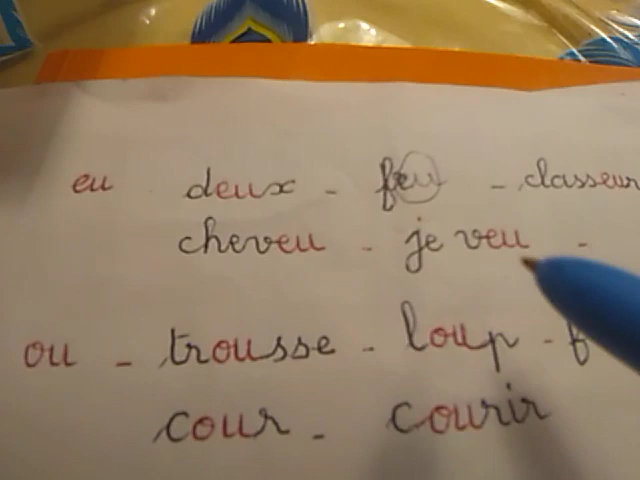 eu deux - feu - classeur
cheveu - je veu -
ou - trousse - loup - f
cour - courir